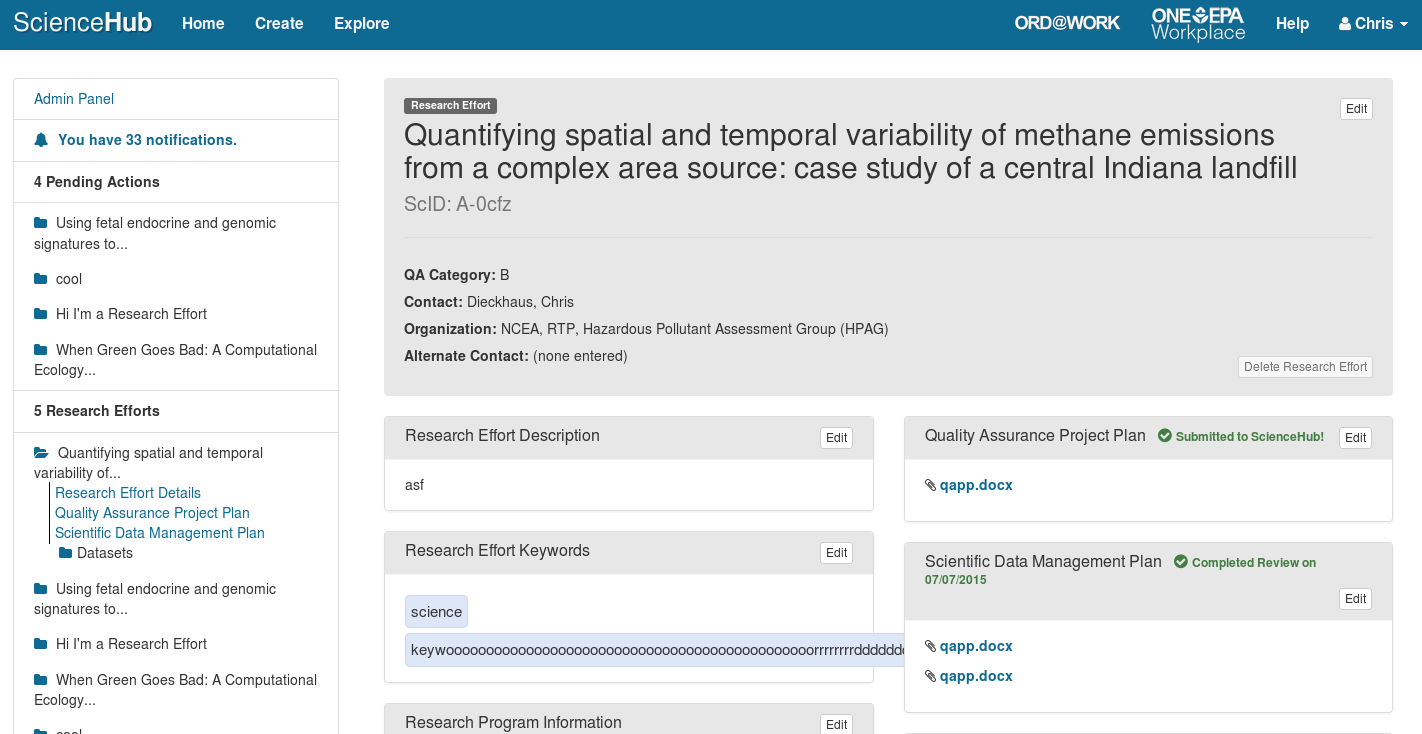 ScienceHub Home Create Explore ORD@WORK ONE EPA Workplace Help Chris
Admin Panel
You have 33 notifications.
4 Pending Actions
Using fetal endocrine and genomic
signatures to...
cool
Hi I'm a Research Effort
When Green Goes Bad: A Computational
Ecology...
5 Research Efforts
Quantifying spatial and temporal
variability of...
Research Effort Details
Quality Assurance Project Plan
Scientific Data Management Plan
Datasets
Using fetal endocrine and genomic
signatures to...
Hi I'm a Research Effort
When Green Goes Bad: A Computational
Ecology...
cool
Research Effort
Edit
Quantifying spatial and temporal variability of methane emissions
from a complex area source: case study of a central Indiana landfill
ScID: A-0cfz
QA Category: B
Contact: Dieckhaus, Chris
Organization: NCEA, RTP, Hazardous Pollutant Assessment Group (HPAG)
Alternate Contact: (none entered)
Delete Research Effort
Research Effort Description Edit
asf
Research Effort Keywords Edit
science
Research Program Information Edit
Quality Assurance Project Plan Submitted to ScienceHub! Edit
qapp.docx
Scientific Data Management Plan Completed Review on
07/07/2015
Edit
qapp.docx
qapp.docx